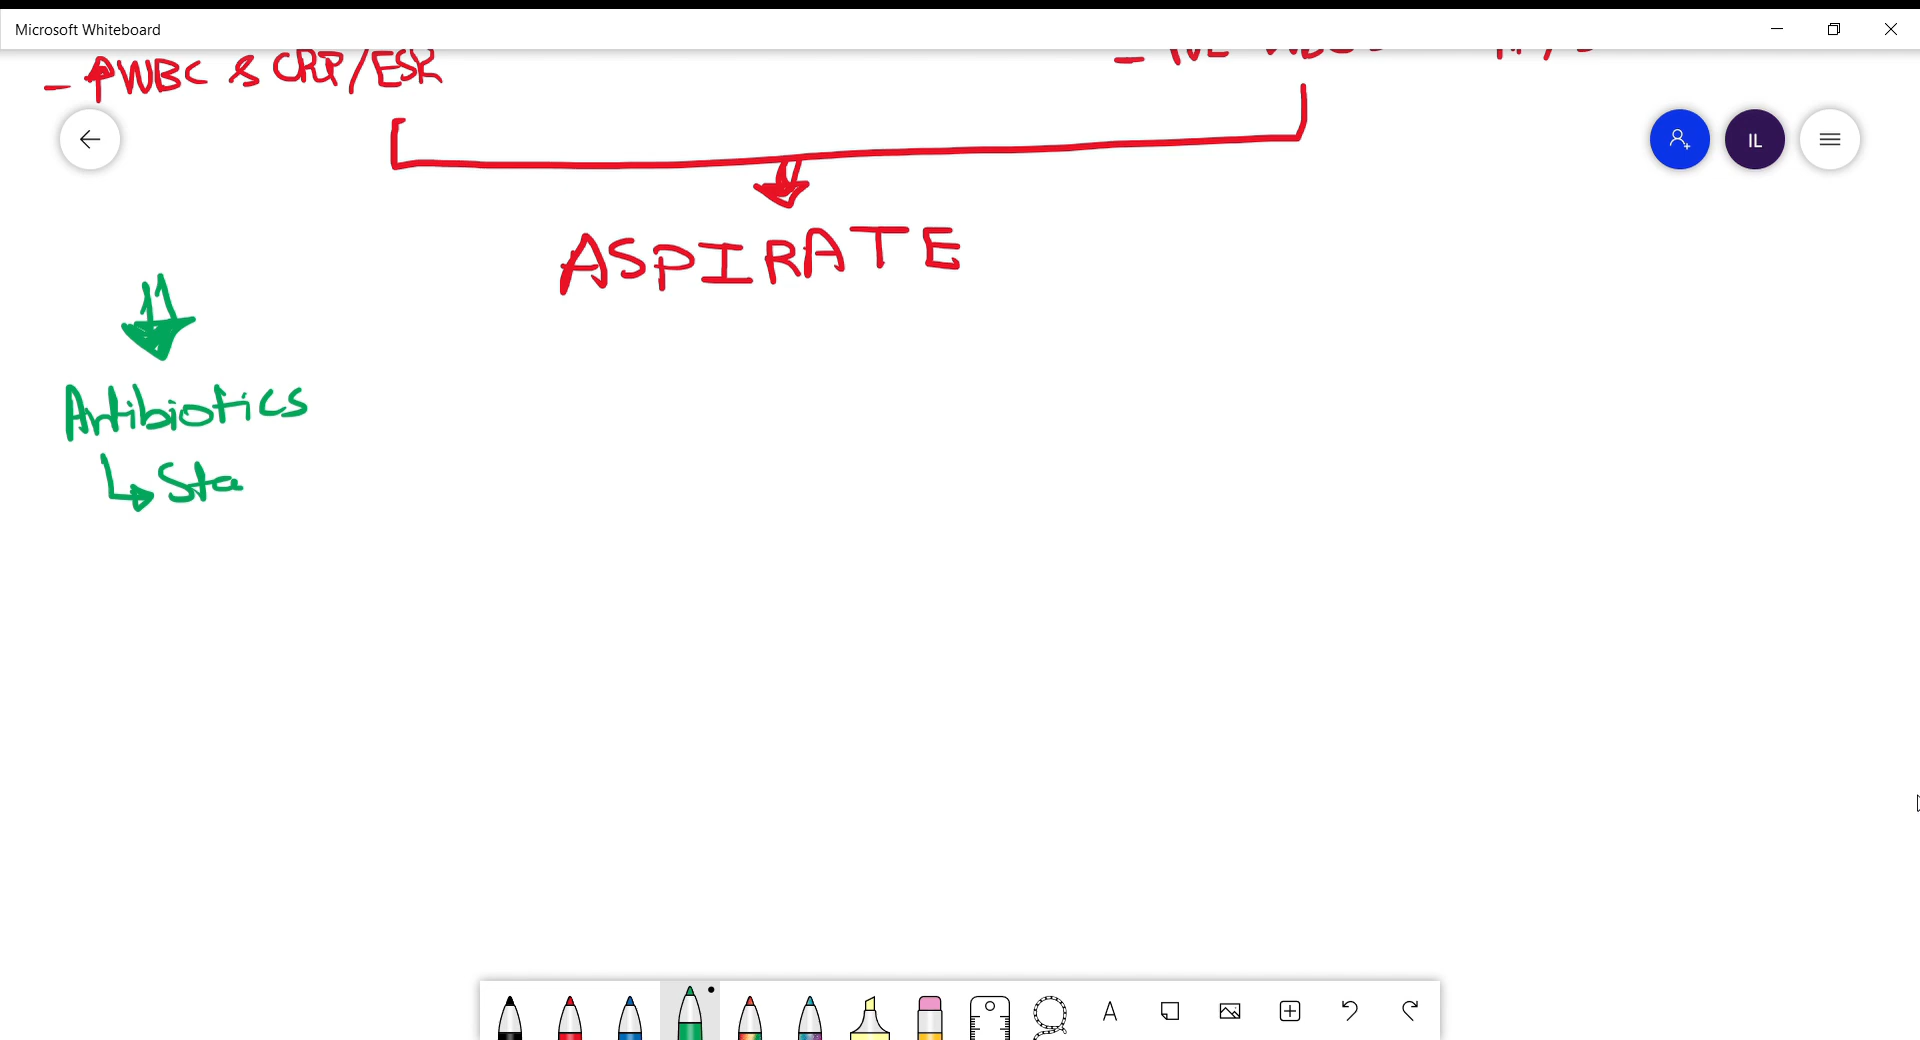 Microsoft Whiteboard
- ↑WBC & CRP/ESR
IL
ASPIRATE
Antibiotics
↳ Sta